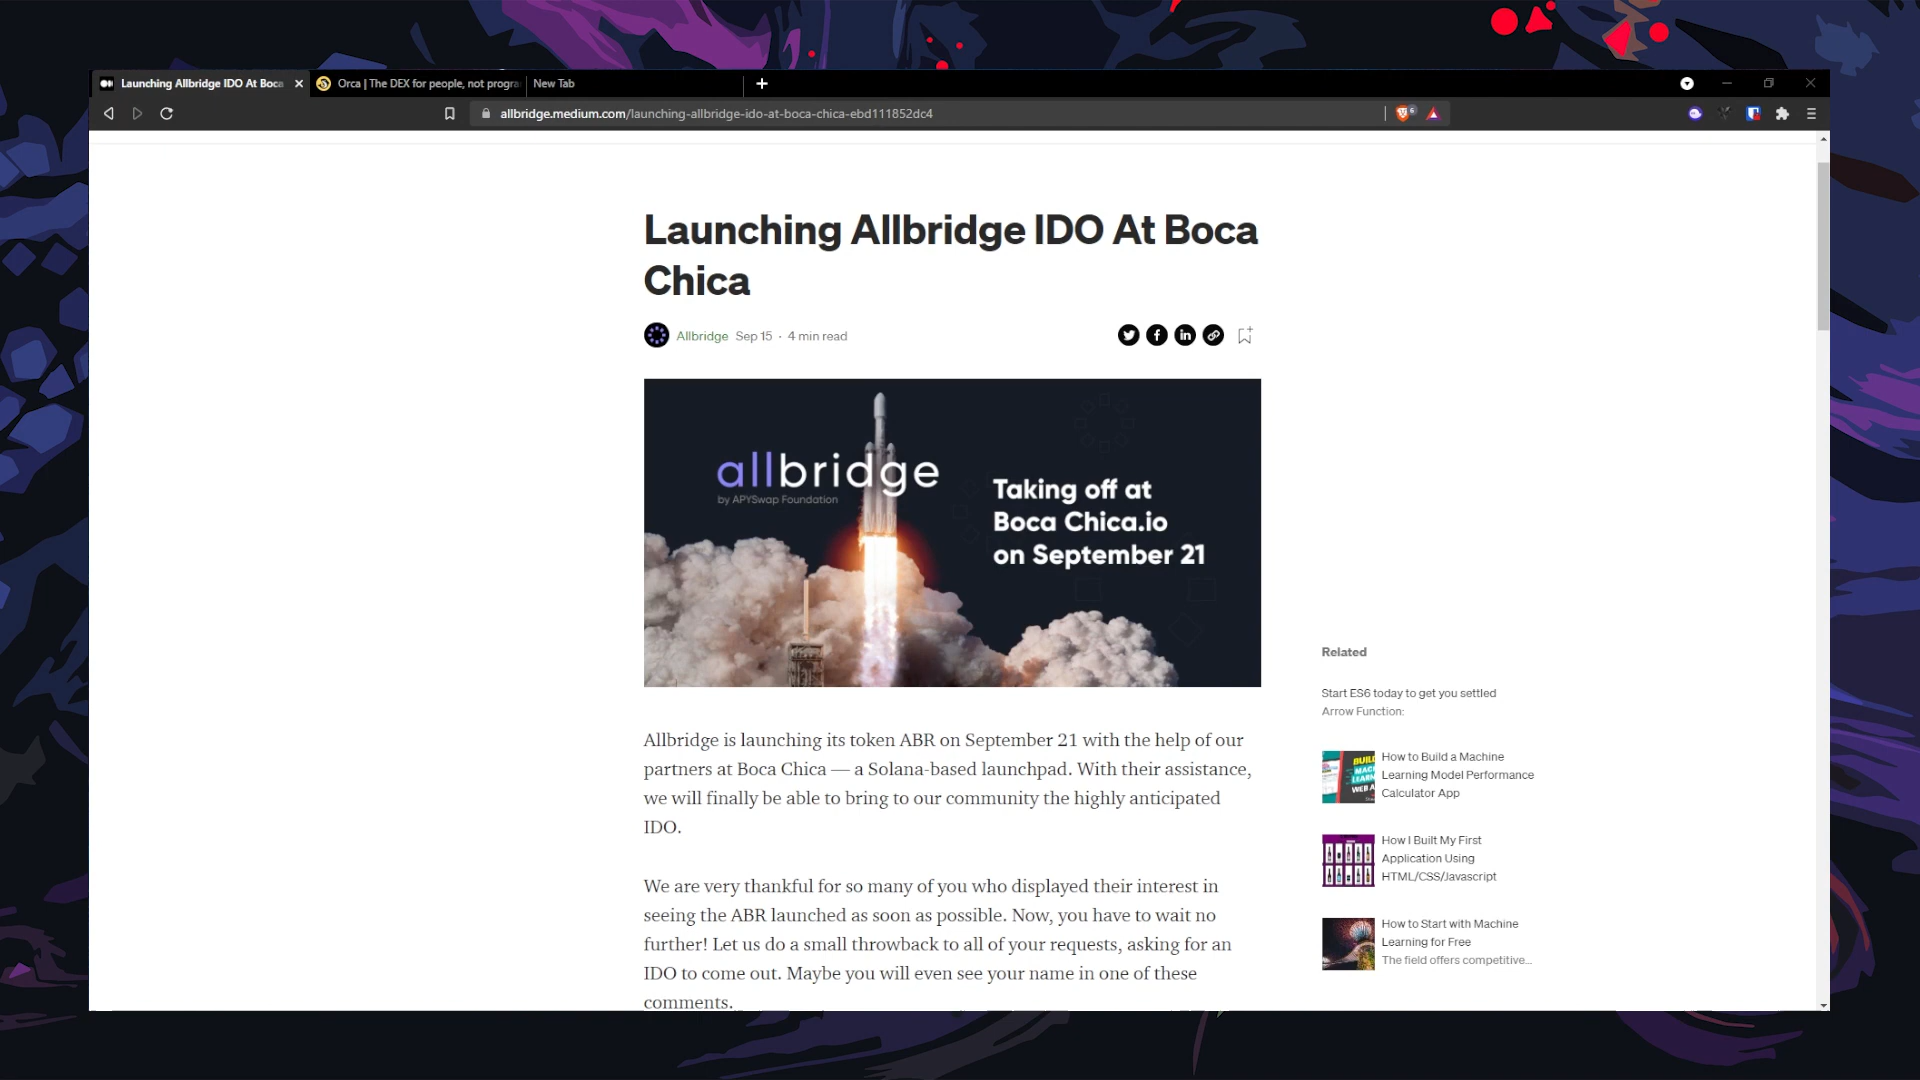 Launching Allbridge IDO At Boca
Orca | The DEX for people, not progra
New Tab
allbridge.medium.com/launching-allbridge-ido-at-boca-chica-ebd111852dc4
6
Launching Allbridge IDO At Boca
Chica
Allbridge Sep 15 · 4 min read
allbridge
by APYSwap Foundation
Taking off at
Boca Chica.io
on September 21
Allbridge is launching its token ABR on September 21 with the help of our
partners at Boca Chica — a Solana-based launchpad. With their assistance,
we will finally be able to bring to our community the highly anticipated
IDO.
We are very thankful for so many of you who displayed their interest in
seeing the ABR launched as soon as possible. Now, you have to wait no
further! Let us do a small throwback to all of your requests, asking for an
IDO to come out. Maybe you will even see your name in one of these
comments.
Related
Start ES6 today to get you settled
Arrow Function:
How to Build a Machine
Learning Model Performance
Calculator App
How I Built My First
Application Using
HTML/CSS/Javascript
How to Start with Machine
Learning for Free
The field offers competitive...